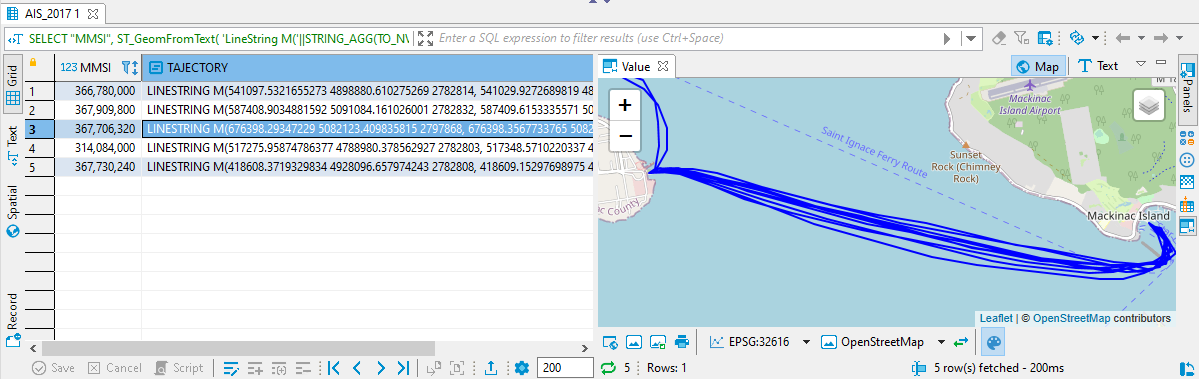 AIS_2017 1
SELECT "MMSI", ST_GeomFromText( 'LineString M('||STRING_AGG(TO_N
Enter a SQL expression to filter results (use Ctrl+Space)
Grid
Text
Spatial
Record
123 MMSI
TAJECTORY
1 366,780,000 LINESTRING M(541097.5321655273 4898880.610275269 2782814, 541029.9272689819 48
2 367,909,800 LINESTRING M(587408.9034881592 5091084.161026001 2782832, 587409.6153335571 50
3 367,706,320 LINESTRING M(676398.29347229 5082123.409835815 2797868, 676398.3567733765 5082
4 314,084,000 LINESTRING M(517275.95874786377 4788980.378562927 2782803, 517348.5710220337 4
5 367,730,240 LINESTRING M(418608.3719329834 4928096.657974243 2782808, 418609.15297698975 4
Value
Map
Text
Panels
+
−
Mackinac
Island Airport
Saint Ignace Ferry Route
Sunset
Rock (Chimney
Rock)
Mackinac Island
ac County
Leaflet | © OpenStreetMap contributors
EPSG:32616
OpenStreetMap
Save
Cancel
Script
200
5
Rows: 1
5 row(s) fetched - 200ms